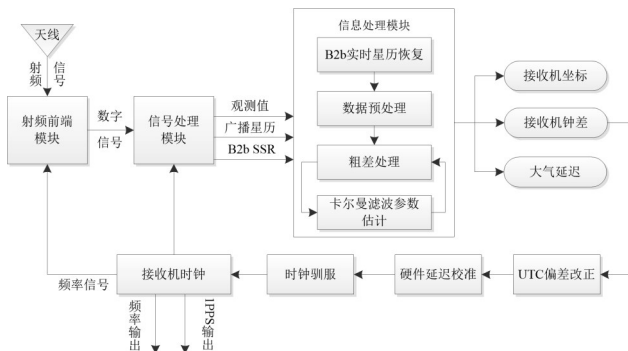 天线
射频
信号
射频前端
模块
数字
信号
信号处理
模块
观测值
广播星历
B2b SSR
信息处理模块
B2b实时星历恢复
数据预处理
粗差处理
卡尔曼滤波参数
估计
接收机坐标
接收机钟差
大气延迟
频率信号
接收机时钟
时钟驯服
硬件延迟校准
UTC偏差改正
频率输出
1PPS输出